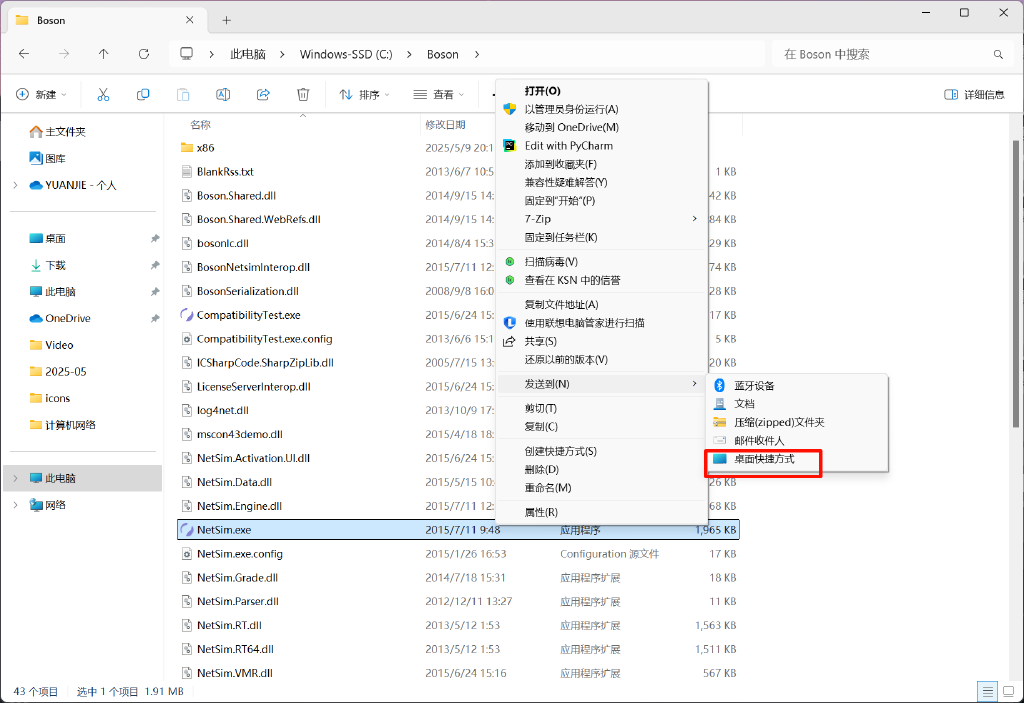 Boson
此电脑 > Windows-SSD (C:) > Boson >
在 Boson 中搜索
新建
排序
查看
详细信息
主文件夹
图库
YUANJIE - 个人
桌面
下载
此电脑
OneDrive
Video
2025-05
icons
计算机网络
此电脑
网络
名称 修改日期
x86 2025/5/9 20:1
BlankRss.txt 2013/6/7 10:5 1 KB
Boson.Shared.dll 2014/9/15 14: 42 KB
Boson.Shared.WebRefs.dll 2014/9/15 14: 84 KB
bosonlc.dll 2014/8/4 15:3 29 KB
BosonNetsimInterop.dll 2015/7/11 12: 74 KB
BosonSerialization.dll 2008/9/8 16:0 28 KB
CompatibilityTest.exe 2015/6/24 15: 17 KB
CompatibilityTest.exe.config 2013/6/6 15:1 5 KB
ICSharpCode.SharpZipLib.dll 2005/7/15 13: 20 KB
LicenseServerInterop.dll 2015/6/24 15:
log4net.dll 2013/10/9 17:
mscon43demo.dll 2015/4/18 18:
NetSim.Activation.UI.dll 2015/6/24 15:
NetSim.Data.dll 2015/5/15 10: 26 KB
NetSim.Engine.dll 2015/7/11 12: 68 KB
NetSim.exe 2015/7/11 9:48 应用程序 1,965 KB
NetSim.exe.config 2015/1/26 16:53 Configuration 源文件 17 KB
NetSim.Grade.dll 2014/7/18 15:31 应用程序扩展 18 KB
NetSim.Parser.dll 2012/12/11 13:27 应用程序扩展 11 KB
NetSim.RT.dll 2013/5/12 1:53 应用程序扩展 1,563 KB
NetSim.RT64.dll 2013/5/12 1:53 应用程序扩展 1,511 KB
NetSim.VMR.dll 2015/6/24 15:16 应用程序扩展 567 KB
打开(O)
以管理员身份运行(A)
移动到 OneDrive(M)
Edit with PyCharm
添加到收藏夹(F)
兼容性疑难解答(Y)
固定到"开始"(P)
7-Zip
固定到任务栏(K)
扫描病毒(V)
查看在 KSN 中的信誉
复制文件地址(A)
使用联想电脑管家进行扫描
共享(S)
还原以前的版本(V)
发送到(N)
剪切(T)
复制(C)
创建快捷方式(S)
删除(D)
重命名(M)
属性(R)
蓝牙设备
文档
压缩(zipped)文件夹
邮件收件人
桌面快捷方式
43 个项目 选中 1 个项目 1.91 MB